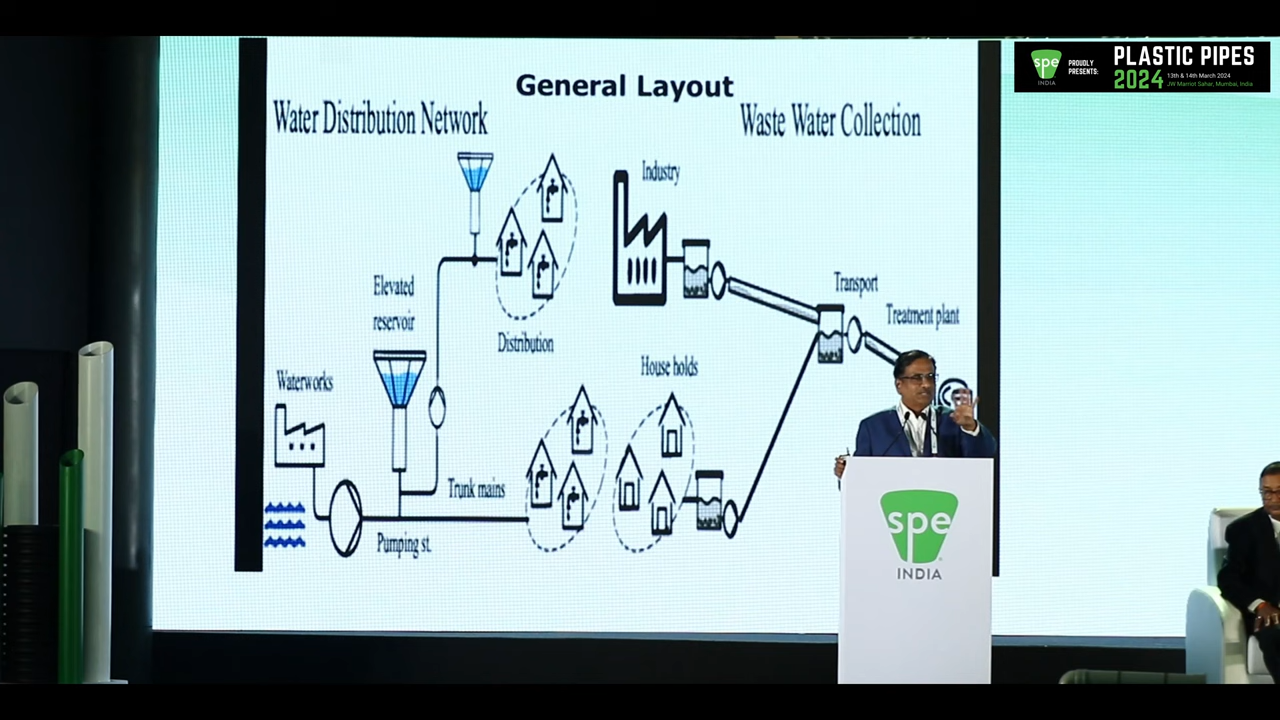 spe
INDIA
PROUDLY
PRESENTS:
PLASTIC PIPES
2024
13th & 14th March 2024
JW Marriot Sahar, Mumbai, India
General Layout
Water Distribution Network
Waste Water Collection
Industry
Elevated
reservoir
Transport
Treatment plant
Distribution
House holds
Waterworks
Trunk mains
Pumping st.
spe
INDIA